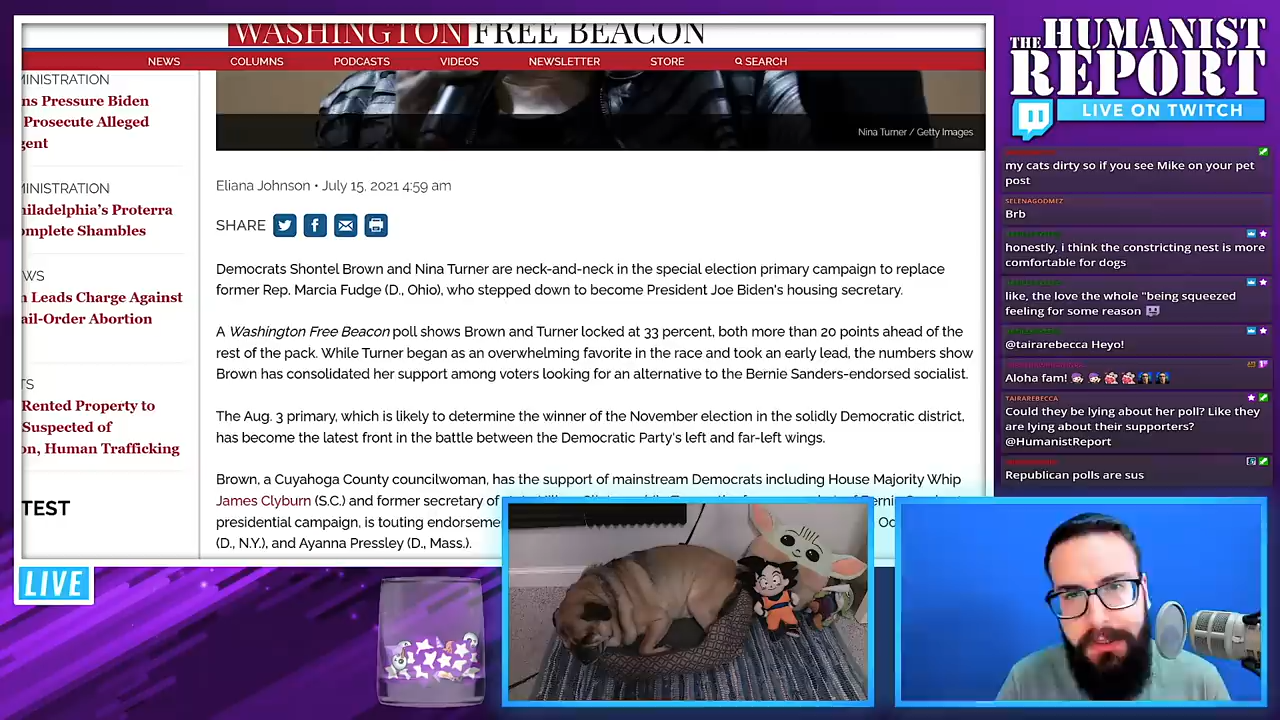 WASHINGTON FREE BEACON
NEWS COLUMNS PODCASTS VIDEOS NEWSLETTER STORE SEARCH
MINISTRATION
ns Pressure Biden
Prosecute Alleged
gent
MINISTRATION
hiladelphia's Proterra
omplete Shambles
WS
n Leads Charge Against
ail-Order Abortion
TS
Rented Property to
Suspected of
on, Human Trafficking
TEST
Nina Turner / Getty Images
Eliana Johnson • July 15, 2021 4:59 am
SHARE
Democrats Shontel Brown and Nina Turner are neck-and-neck in the special election primary campaign to replace
former Rep. Marcia Fudge (D., Ohio), who stepped down to become President Joe Biden's housing secretary.
A Washington Free Beacon poll shows Brown and Turner locked at 33 percent, both more than 20 points ahead of the
rest of the pack. While Turner began as an overwhelming favorite in the race and took an early lead, the numbers show
Brown has consolidated her support among voters looking for an alternative to the Bernie Sanders-endorsed socialist.
The Aug. 3 primary, which is likely to determine the winner of the November election in the solidly Democratic district,
has become the latest front in the battle between the Democratic Party's left and far-left wings.
Brown, a Cuyahoga County councilwoman, has the support of mainstream Democrats including House Majority Whip
James Clyburn (S.C.) and former secretary of
presidential campaign, is touting endorseme
(D., N.Y.), and Ayanna Pressley (D., Mass.).
LIVE
THE HUMANIST
REPORT
LIVE ON TWITCH
my cats dirty so if you see Mike on your pet
post
SELENAGODMEZ
Brb
honestly, i think the constricting nest is more
comfortable for dogs
like, the love the whole "being squeezed
feeling for some reason
@tairarebecca Heyo!
Aloha fam!
TAIRAREBECCA
Could they be lying about her poll? Like they
are lying about their supporters?
@HumanistReport
Republican polls are sus